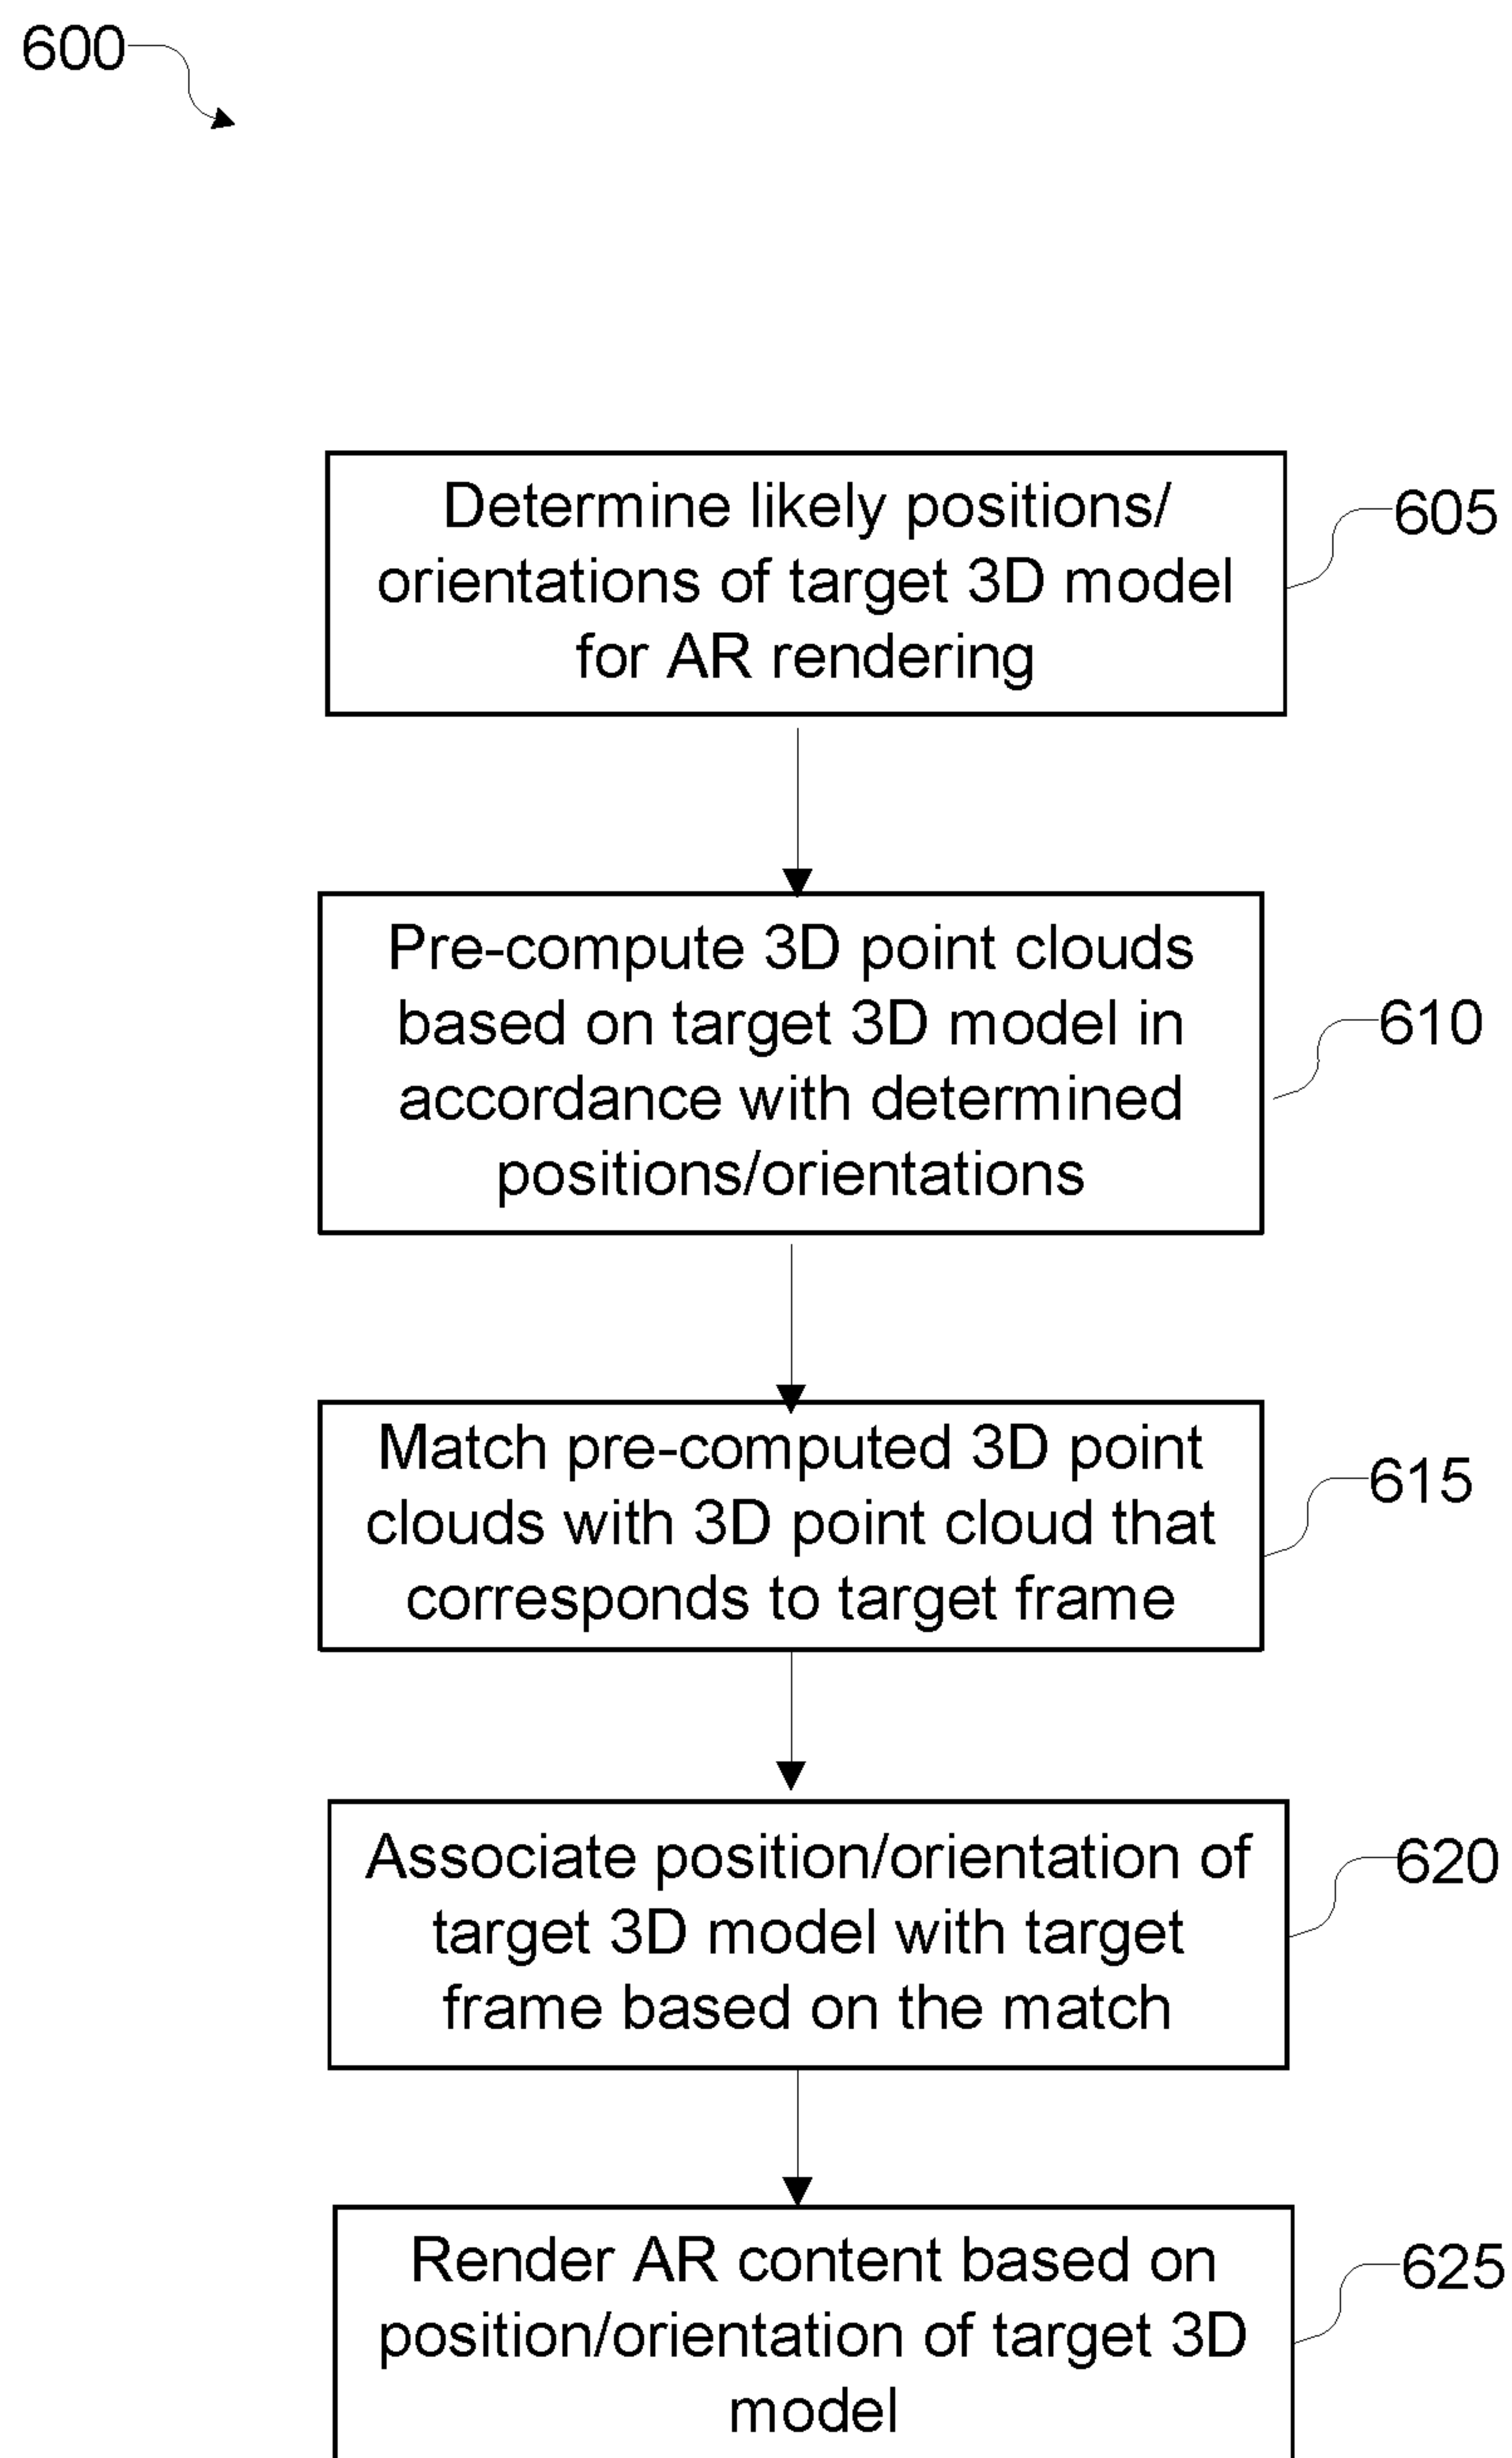 600
Determine likely positions/
orientations of target 3D model
for AR rendering
605
Pre-compute 3D point clouds
based on target 3D model in
accordance with determined
positions/orientations
610
Match pre-computed 3D point
clouds with 3D point cloud that
corresponds to target frame
615
Associate position/orientation of
target 3D model with target
frame based on the match
620
Render AR content based on
position/orientation of target 3D
model
625